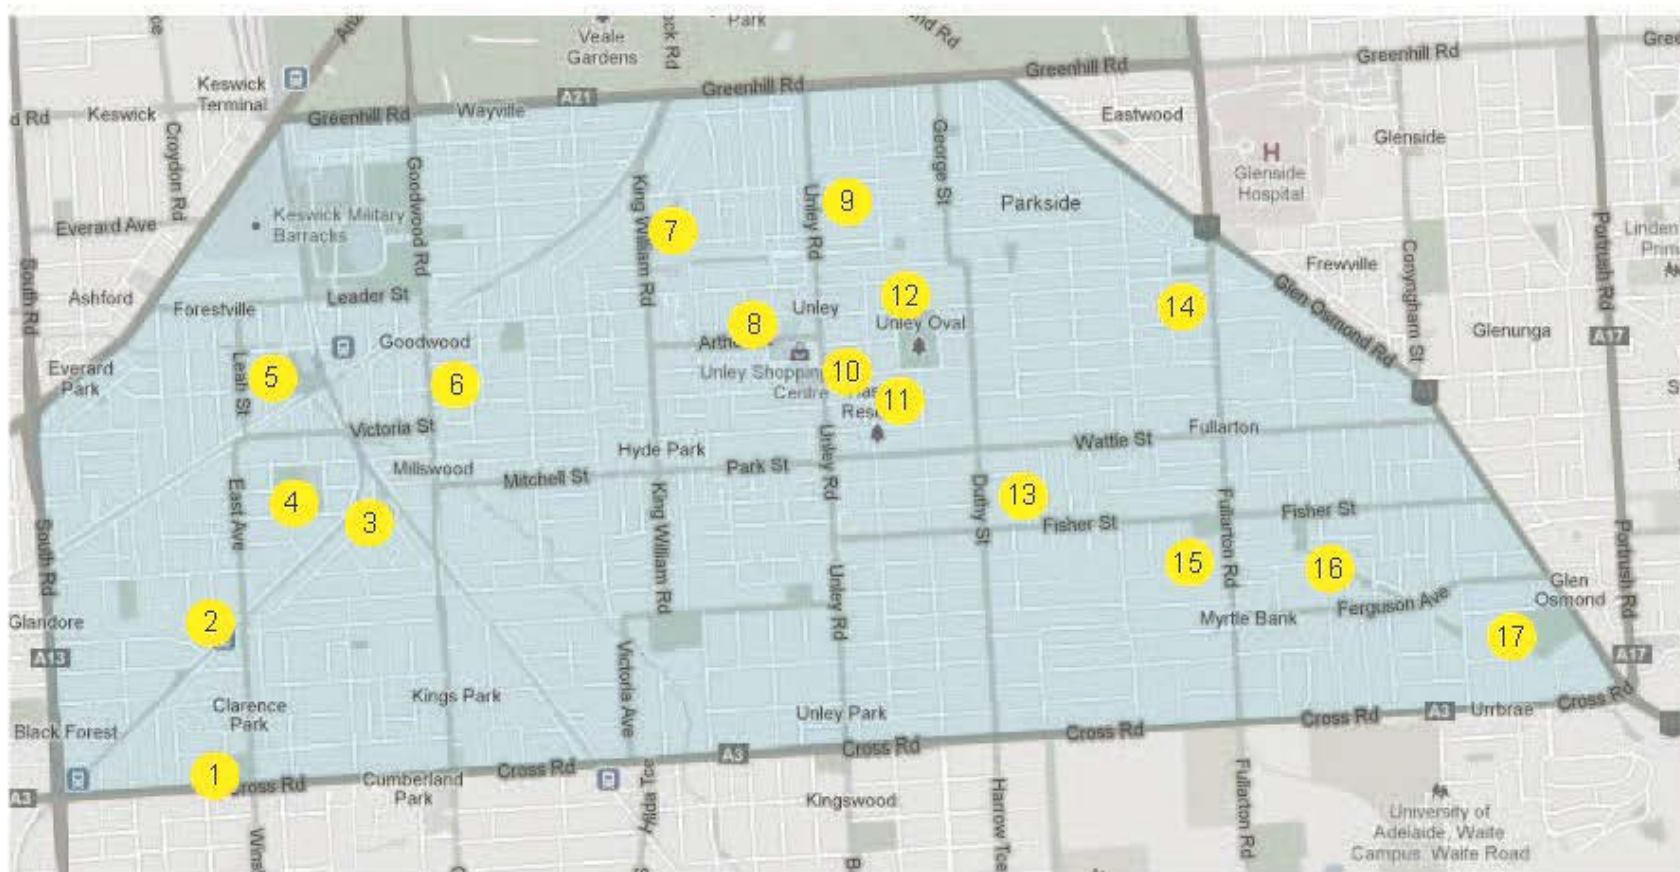 Park
Veale
Gardens
Greenhill Rd
Greenhill Rd
Greenhill Rd
Keswick
Terminal
A21
Greenhill Rd
Wayville
Greenhill Rd
d Rd
Keswick
Eastwood
Glenside
Croydon Rd
Goodwood Rd
George St
H
Glenside
Hospital
King William Rd
Unley Rd
9
Parkside
7
Keswick Military
Barracks
Everard Ave
Portrush Rd
Linden
Conyngham St
South Rd
Frewville
Ashford
Leader St
Forestville
12
Unley
14
Glen Osmond Rd
8
Unley Oval
Glenunga
A17
Goodwood
Everard
Park
Leah St
5
6
10
Unley Shopping
Centre
11
Victoria St
Fullarton
Wattle St
Hyde Park
Park St
Unley Rd
Millswood
Mitchell St
4
East Ave
3
King William Rd
13
Duthy St
Fullarton Rd
Fisher St
Fisher St
South Rd
Portrush Rd
15
16
Unley Rd
Glen
Osmond
Ferguson Ave
Myrtle Bank
2
Glandore
17
A13
A17
Victoria Ave
Kings Park
Clarence
Park
Unley Park
Cross Rd
A3
Urrbrae
Cross Rd
Cross Rd
Cross Rd
Black Forest
A3
Cross Rd
1
Cross Rd
Cumberland
Park
A3
Kingswood
Harrow Tce
Fullarton Rd
University of
Adelaide, Waite
Campus, Waite Road